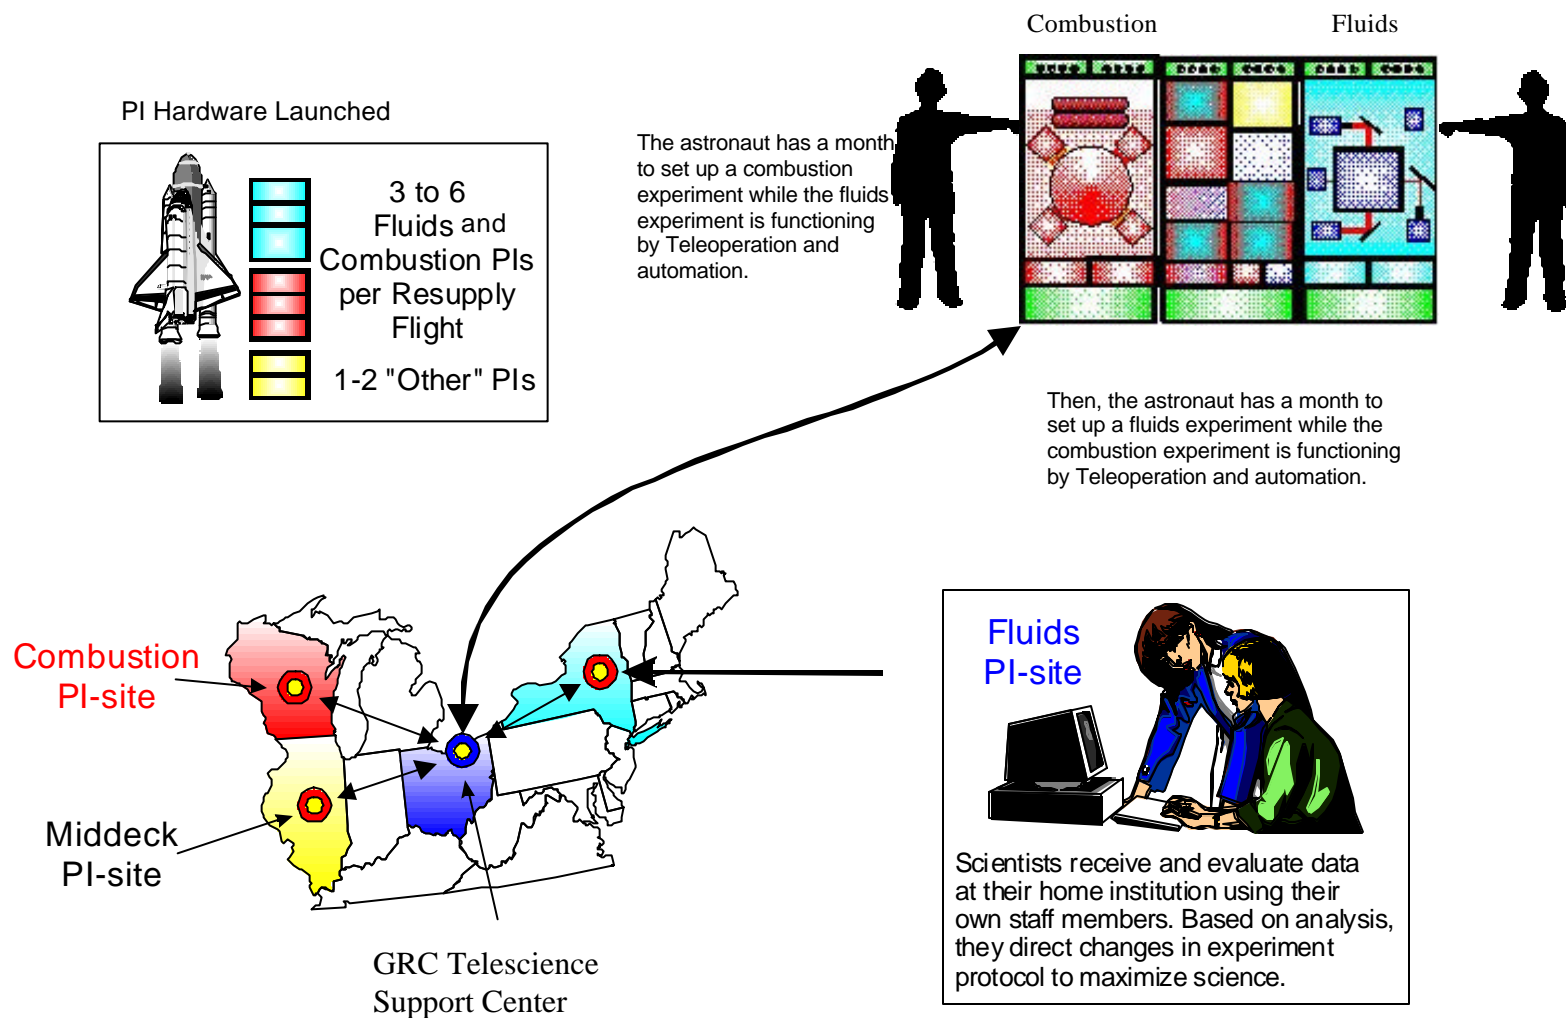 Combustion
Fluids
PI Hardware Launched
3 to 6
Fluids and
Combustion PIs
per Resupply
Flight
1-2 "Other" PIs
The astronaut has a month
to set up a combustion
experiment while the fluids
experiment is functioning
by Teleoperation and
automation.
Then, the astronaut has a month to
set up a fluids experiment while the
combustion experiment is functioning
by Teleoperation and automation.
Combustion
PI-site
Middeck
PI-site
GRC Telescience
Support Center
Fluids
PI-site
Scientists receive and evaluate data
at their home institution using their
own staff members. Based on analysis,
they direct changes in experiment
protocol to maximize science.